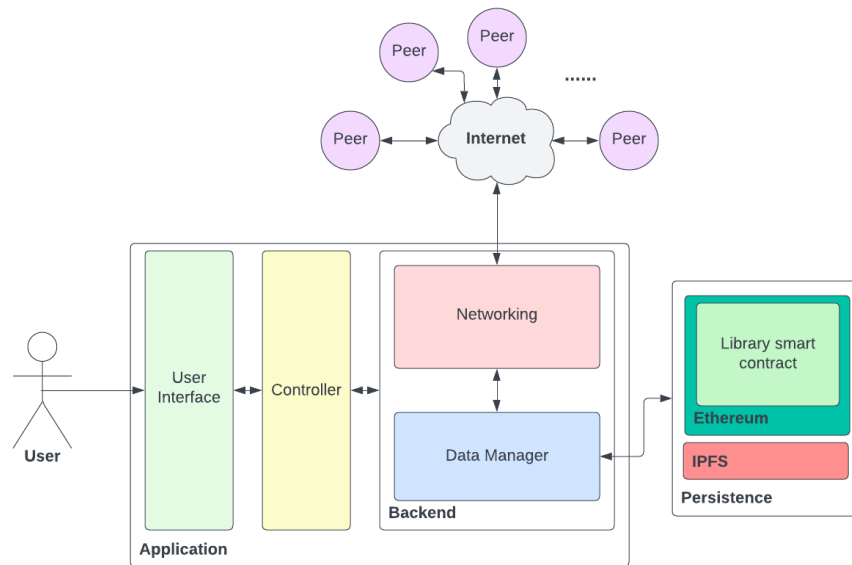 Peer
Peer
......
Peer
Internet
Peer
Networking
Library smart
contract
User
Interface
Controller
Ethereum
Data Manager
IPFS
User
Persistence
Backend
Application